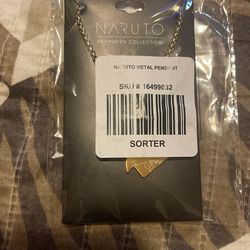 NARUTO
SHIPPUDEN COLLECTION
NARUTO METAL PENDANT
SKU # 16499032
SORTER